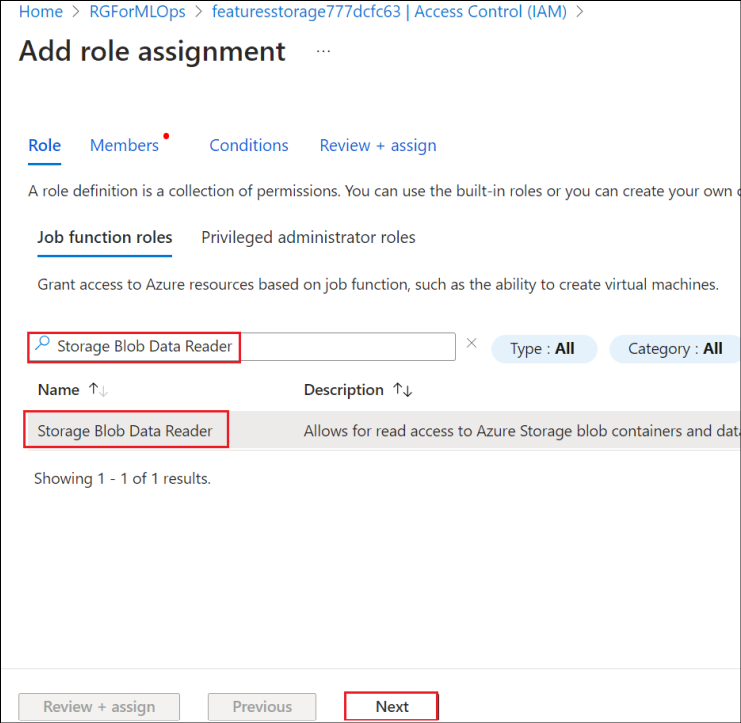 Home > RGForMLOps > featuresstorage777dcfc63 | Access Control (IAM) >
Add role assignment ...
Role Members Conditions Review + assign
A role definition is a collection of permissions. You can use the built-in roles or you can create your own
Job function roles Privileged administrator roles
Grant access to Azure resources based on job function, such as the ability to create virtual machines.
Storage Blob Data Reader Type : All Category : All
Name ↑↓ Description ↑↓
Storage Blob Data Reader Allows for read access to Azure Storage blob containers and data
Showing 1 - 1 of 1 results.
Review + assign Previous Next